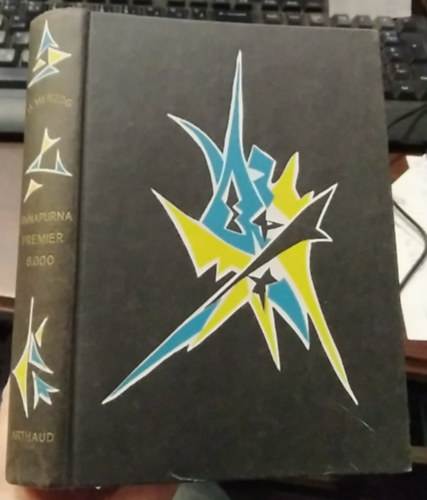 HERZOG
ANNAPURNA
PREMIER
8.000
ARTHAUD